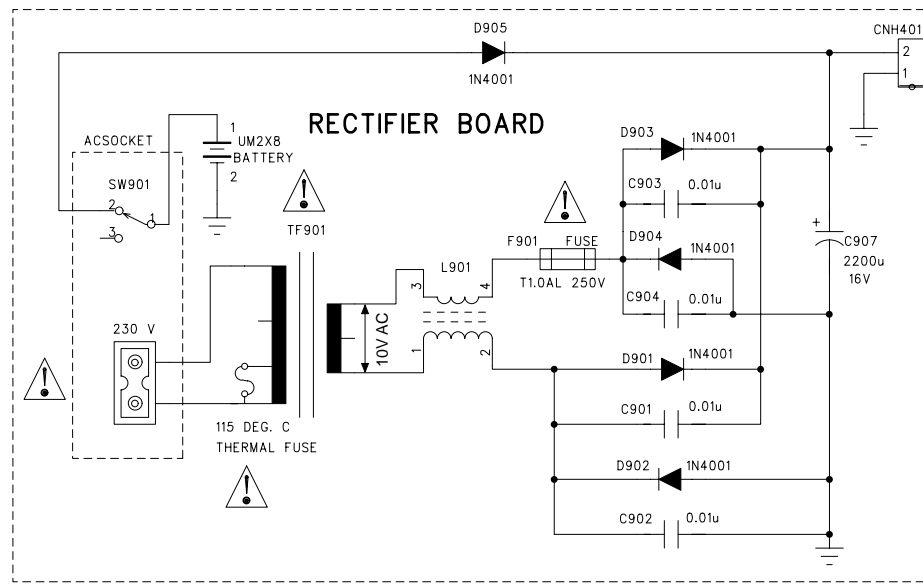 D905
1N4001
CNH401
2
1
RECTIFIER BOARD
ACSOCKET
1
UM2X8
BATTERY
2
SW901
2
1
3
TF901
D903
1N4001
C903
0.01u
F901
FUSE
T1.0AL 250V
D904
1N4001
C904
0.01u
+
C907
2200u
16V
L901
3
4
1
2
10V AC
230 V
115 DEG. C
THERMAL FUSE
!
!
!
!
D901
1N4001
C901
0.01u
D902
1N4001
C902
0.01u